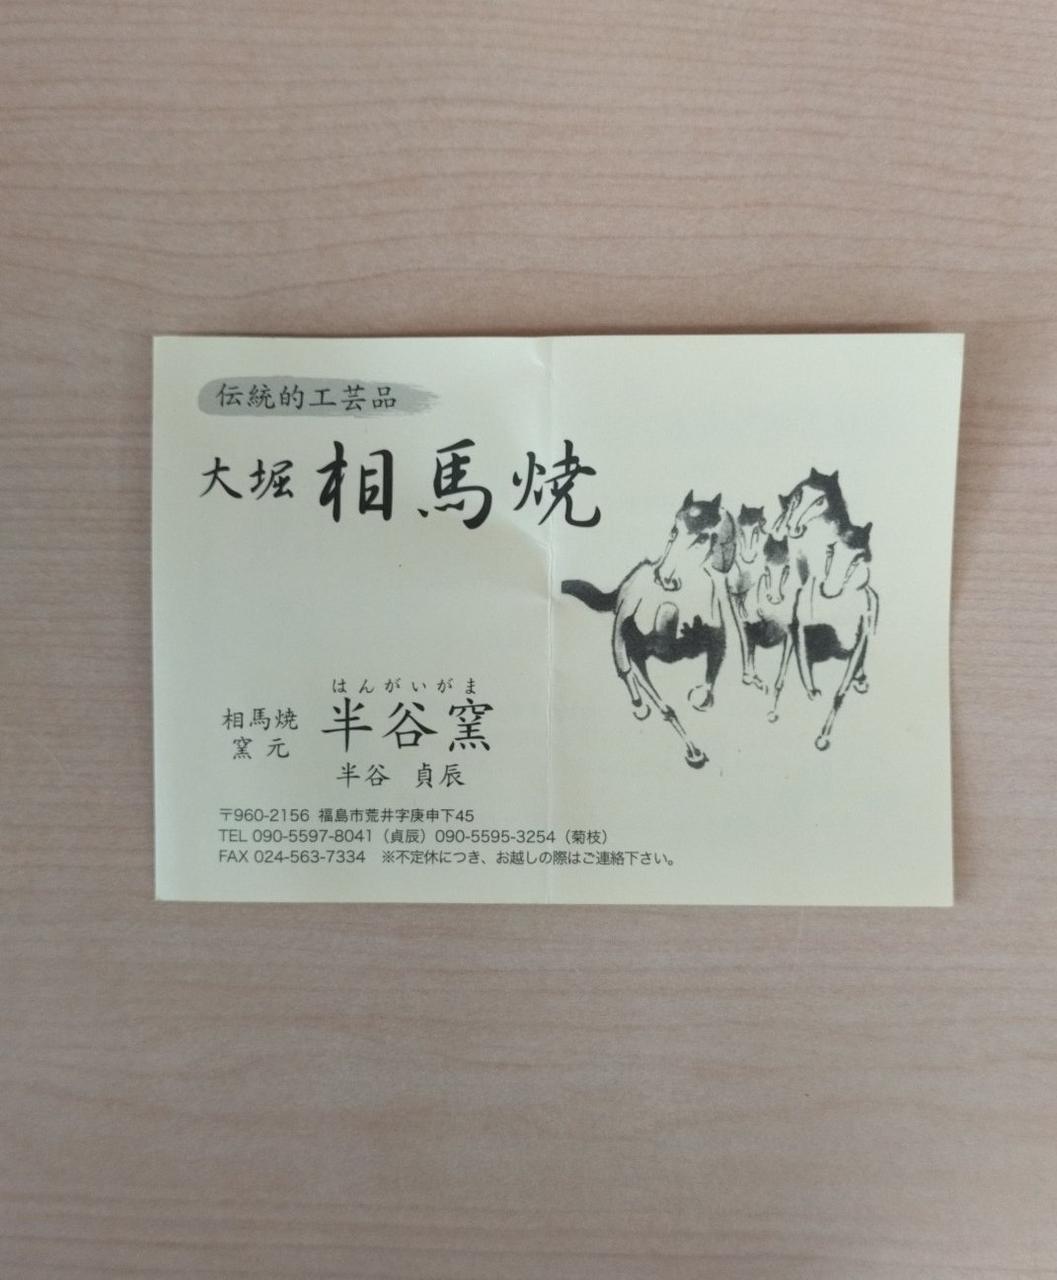 伝統的工芸品
大堀 相馬焼
はんがいがま
相馬焼 窯元 半谷窯
半谷 貞辰
〒960-2156 福島市荒井字庚申下45
TEL 090-5597-8041（貞辰）090-5595-3254（菊枝）
FAX 024-563-7334 ※不定休につき、お越しの際はご連絡下さい。